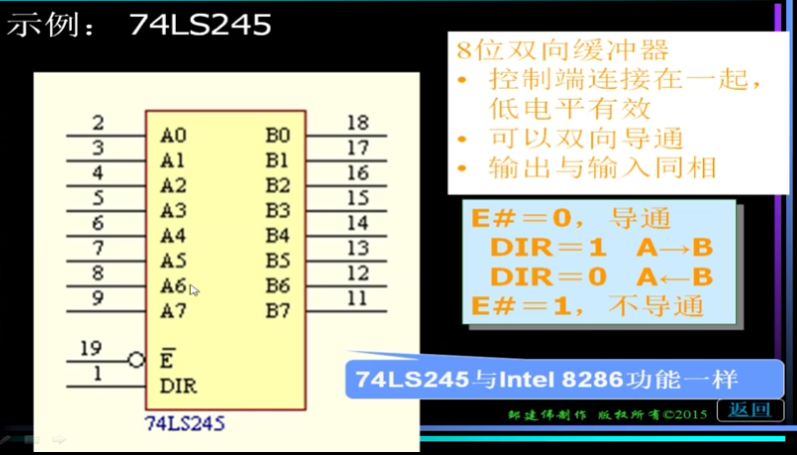 示例： 74LS245
8位双向缓冲器
• 控制端连接在一起，
低电平有效
• 可以双向导通
• 输出与输入同相
2 A0 B0 18
3 A1 B1 17
4 A2 B2 16
5 A3 B3 15
6 A4 B4 14
7 A5 B5 13
8 A6 B6 12
9 A7 B7 11
19 E̅
1 DIR
74LS245
E#＝0， 导通
DIR＝1 A→B
DIR＝0 A←B
E#＝1， 不导通
74LS245与Intel 8286功能一样
邹建伟制作 版权所有©2015
返回